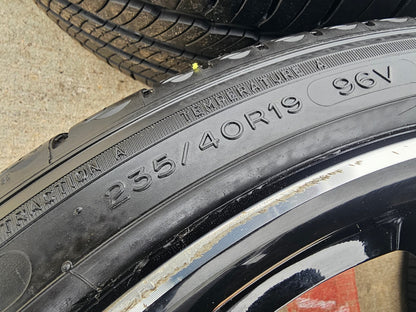 TRACTION A TEMPERATURE A
235/40R19 96V